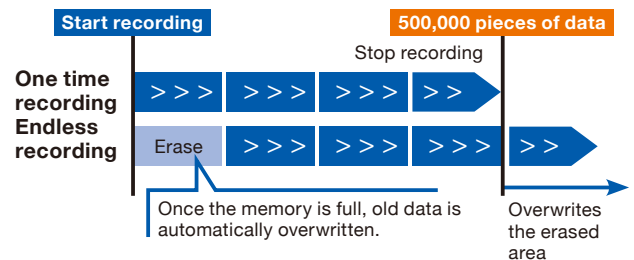 Start recording
500,000 pieces of data
Stop recording
One time
recording
> > > > > > > > > > >
Endless
recording
Erase > > > > > > > > > > >
Once the memory is full, old data is
automatically overwritten.
Overwrites
the erased
area